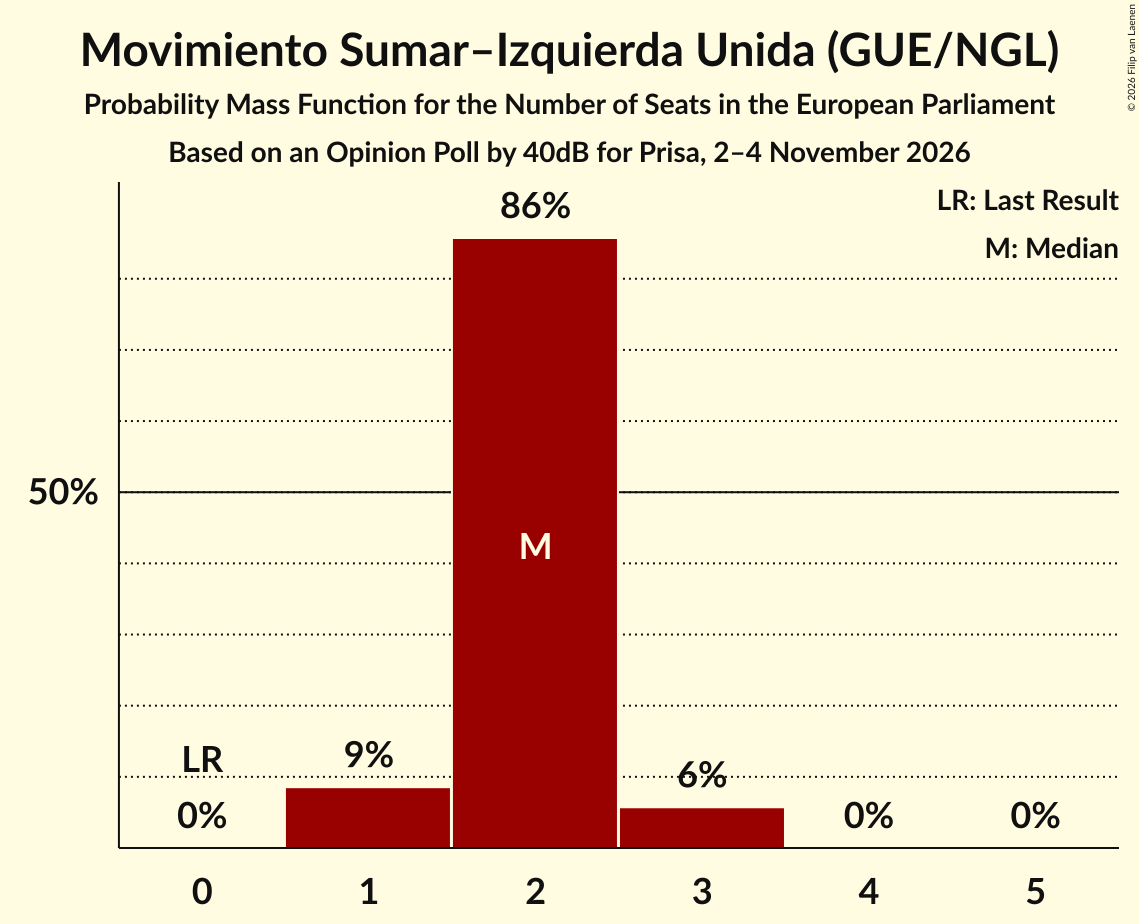 Movimiento Sumar–Izquierda Unida (GUE/NGL)
Probability Mass Function for the Number of Seats in the European Parliament
Based on an Opinion Poll by 40dB for Prisa, 2–4 November 2026
© 2026 Filip van Laenen
LR: Last Result
M: Median
86%
50%
M
LR
9%
6%
0%
0%
0%
0
1
2
3
4
5